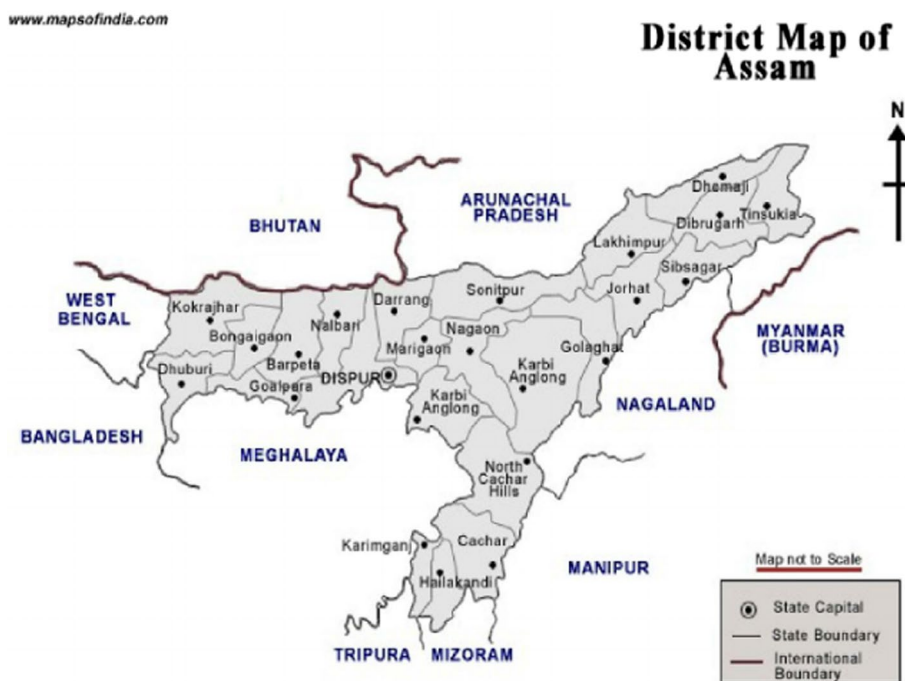 www.mapsofindia.com
District Map of
Assam
N
ARUNACHAL
PRADESH
BHUTAN
Dhemaji
Dibrugarh
Tinsukia
Lakhimpur
Sibsagar
WEST
BENGAL
Kokrajhar
Darrang
Sonitpur
Jorhat
Nalbari
Bongaigaon
Marigaon
Nagaon
Golaghat
MYANMAR
(BURMA)
Dhuburi
Barpeta
Goalpara
DISPUR
Karbi
Anglong
Karbi
Anglong
NAGALAND
BANGLADESH
MEGHALAYA
North
Cachar
Hills
Karimganj
Cachar
Hailakandi
MANIPUR
TRIPURA
MIZORAM
Map not to Scale
State Capital
State Boundary
International
Boundary